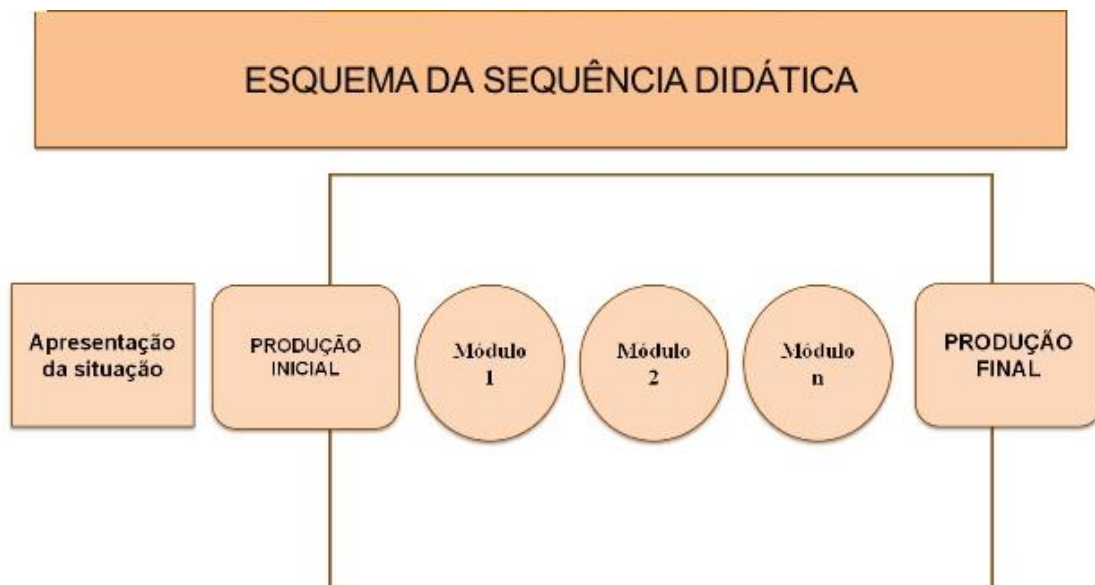 ESQUEMA DA SEQUÊNCIA DIDÁTICA
Apresentação
da situação
PRODUÇÃO
INICIAL
Módulo
1
Módulo
2
Módulo
n
PRODUÇÃO
FINAL